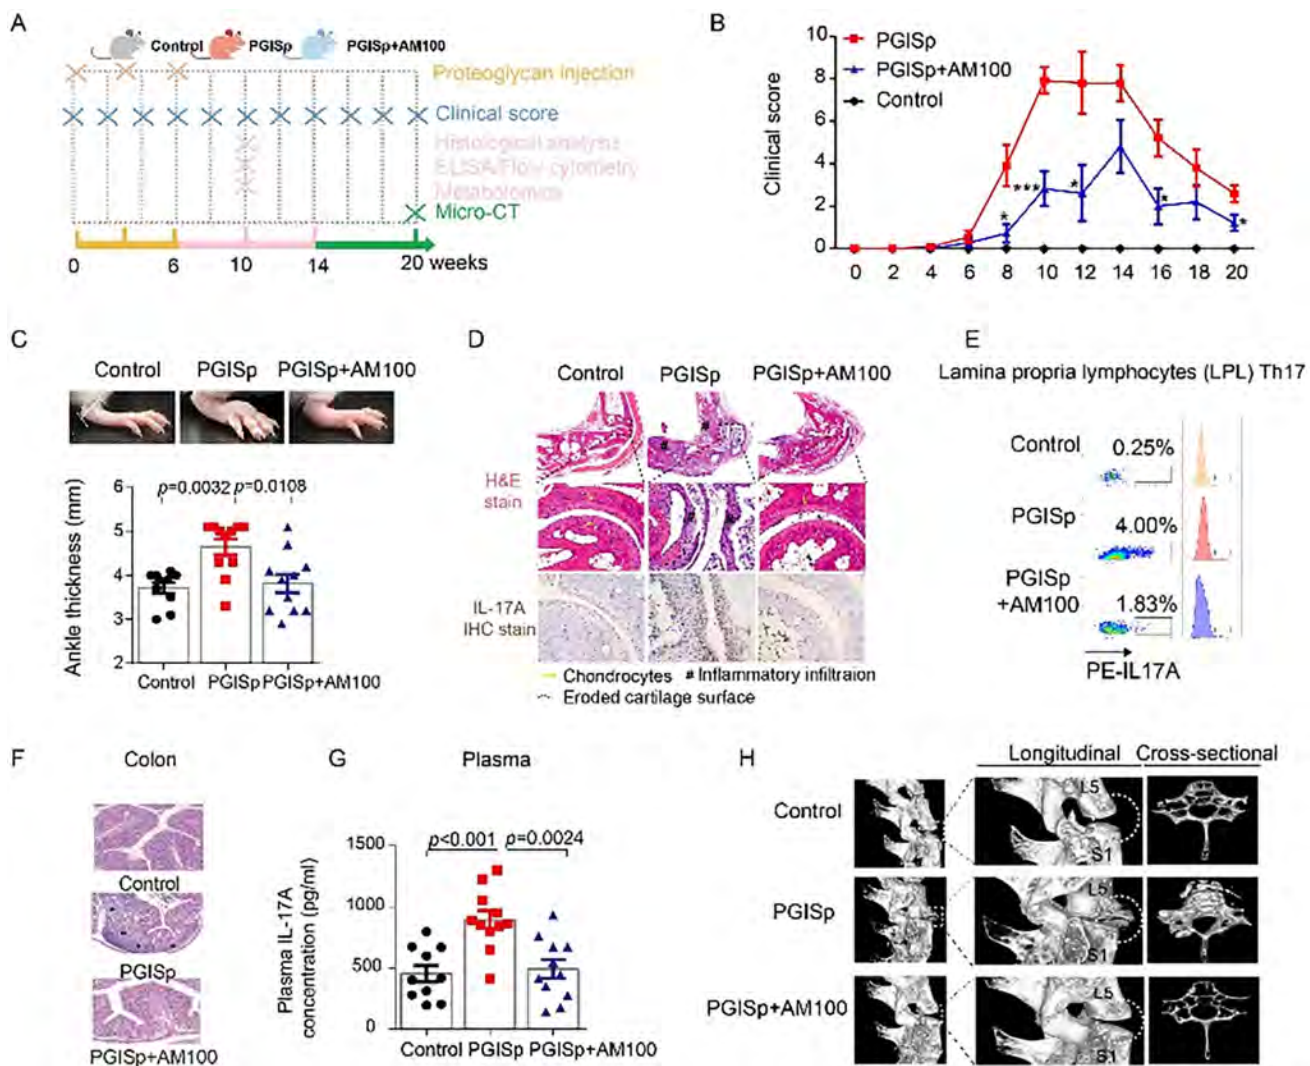 A
Control PGISp PGISp+AM100
Proteoglycan injection
Clinical score
Histological analysis
ELISA/Flow cytometry
Metabolomics
Micro-CT
0 6 10 14 20 weeks
B
PGISp
PGISp+AM100
Control
Clinical score
10
8
6
4
2
0
*
***
*
*
*
0 2 4 6 8 10 12 14 16 18 20
C
Control PGISp PGISp+AM100
Ankle thickness (mm)
6
5
4
3
2
p=0.0032 p=0.0108
Control PGISp PGISp+AM100
D
Control PGISp PGISp+AM100
H&E
stain
IL-17A
IHC stain
Chondrocytes # Inflammatory infiltraion
Eroded cartilage surface
E
Lamina propria lymphocytes (LPL) Th17
Control 0.25%
PGISp 4.00%
PGISp
+AM100 1.83%
PE-IL17A
F
Colon
Control
PGISp
PGISp+AM100
G
Plasma
Plasma IL-17A
concentration (pg/ml)
1500
1000
500
0
p<0.001 p=0.0024
Control PGISp PGISp+AM100
H
Longitudinal Cross-sectional
Control
L5
S1
PGISp
L5
S1
PGISp+AM100
L5
S1